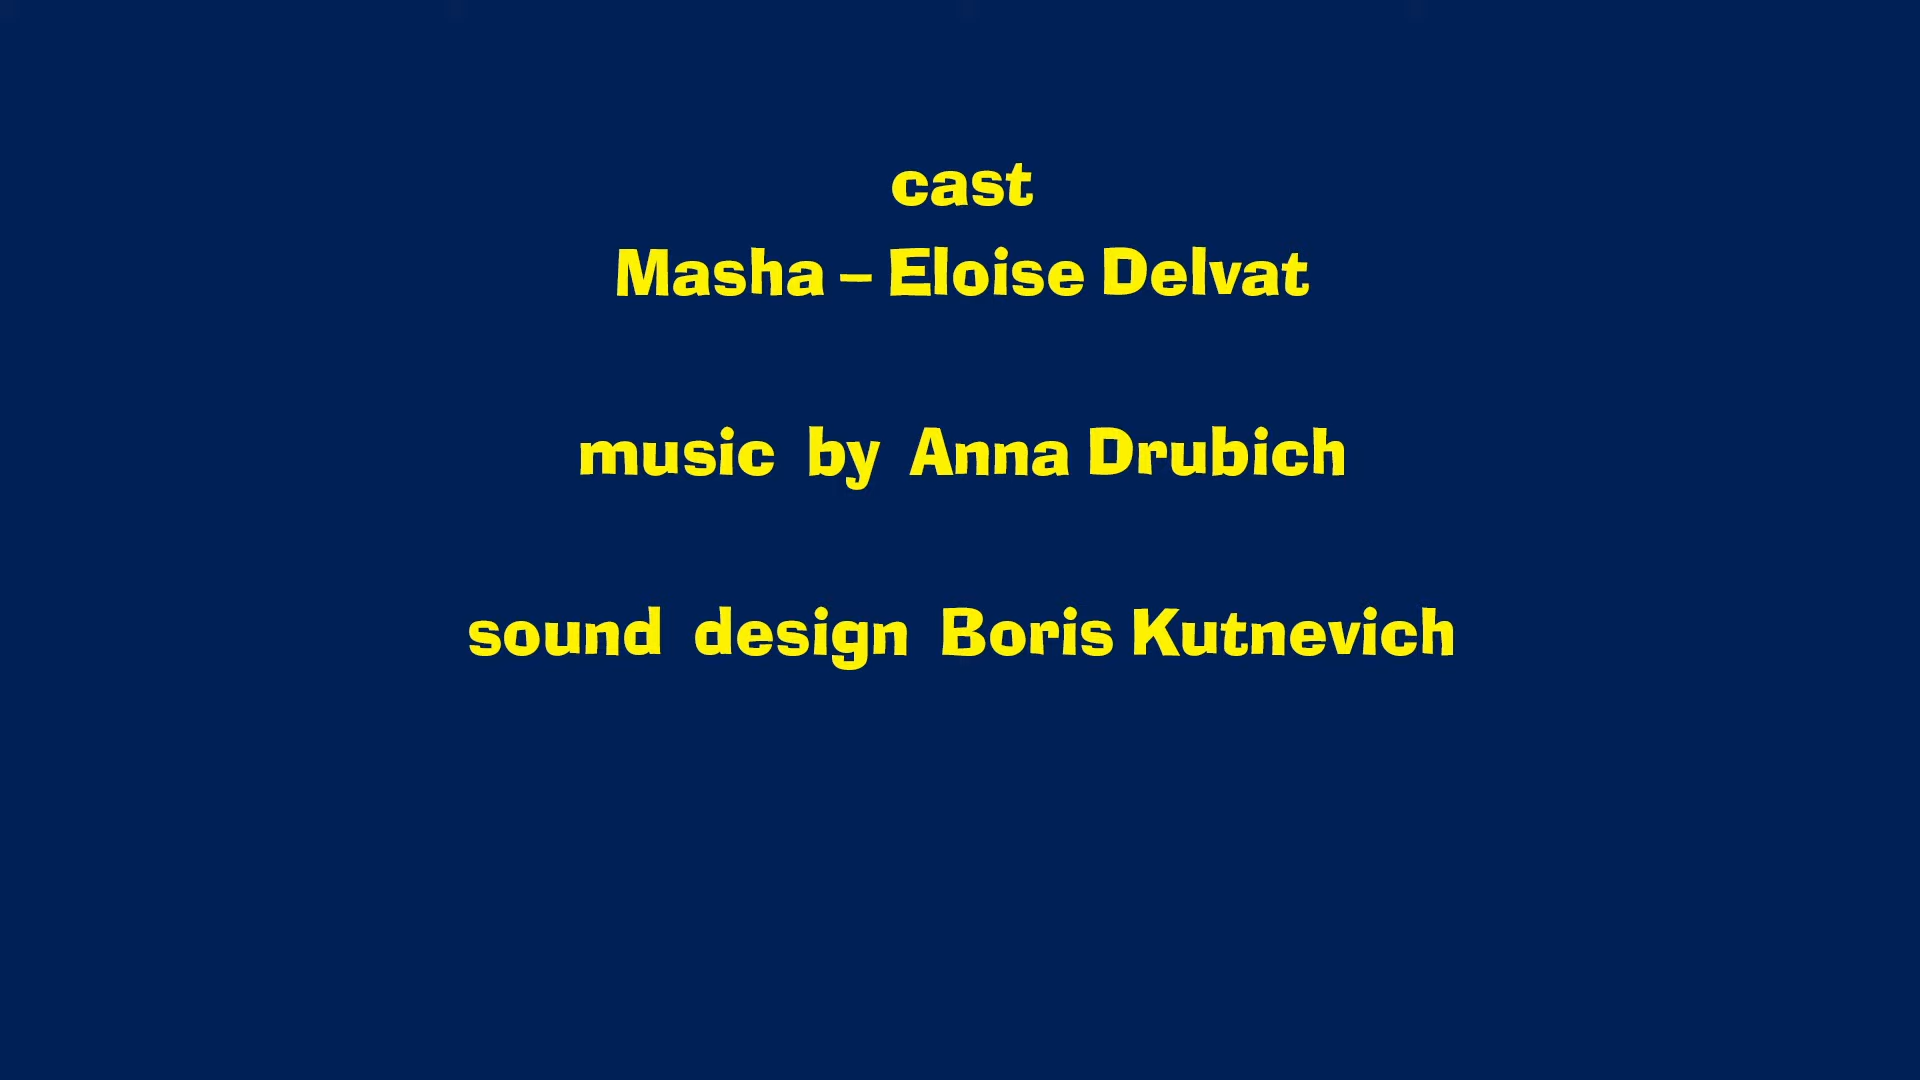 cast
Masha – Eloise Delvat
music by Anna Drubich
sound design Boris Kutnevich